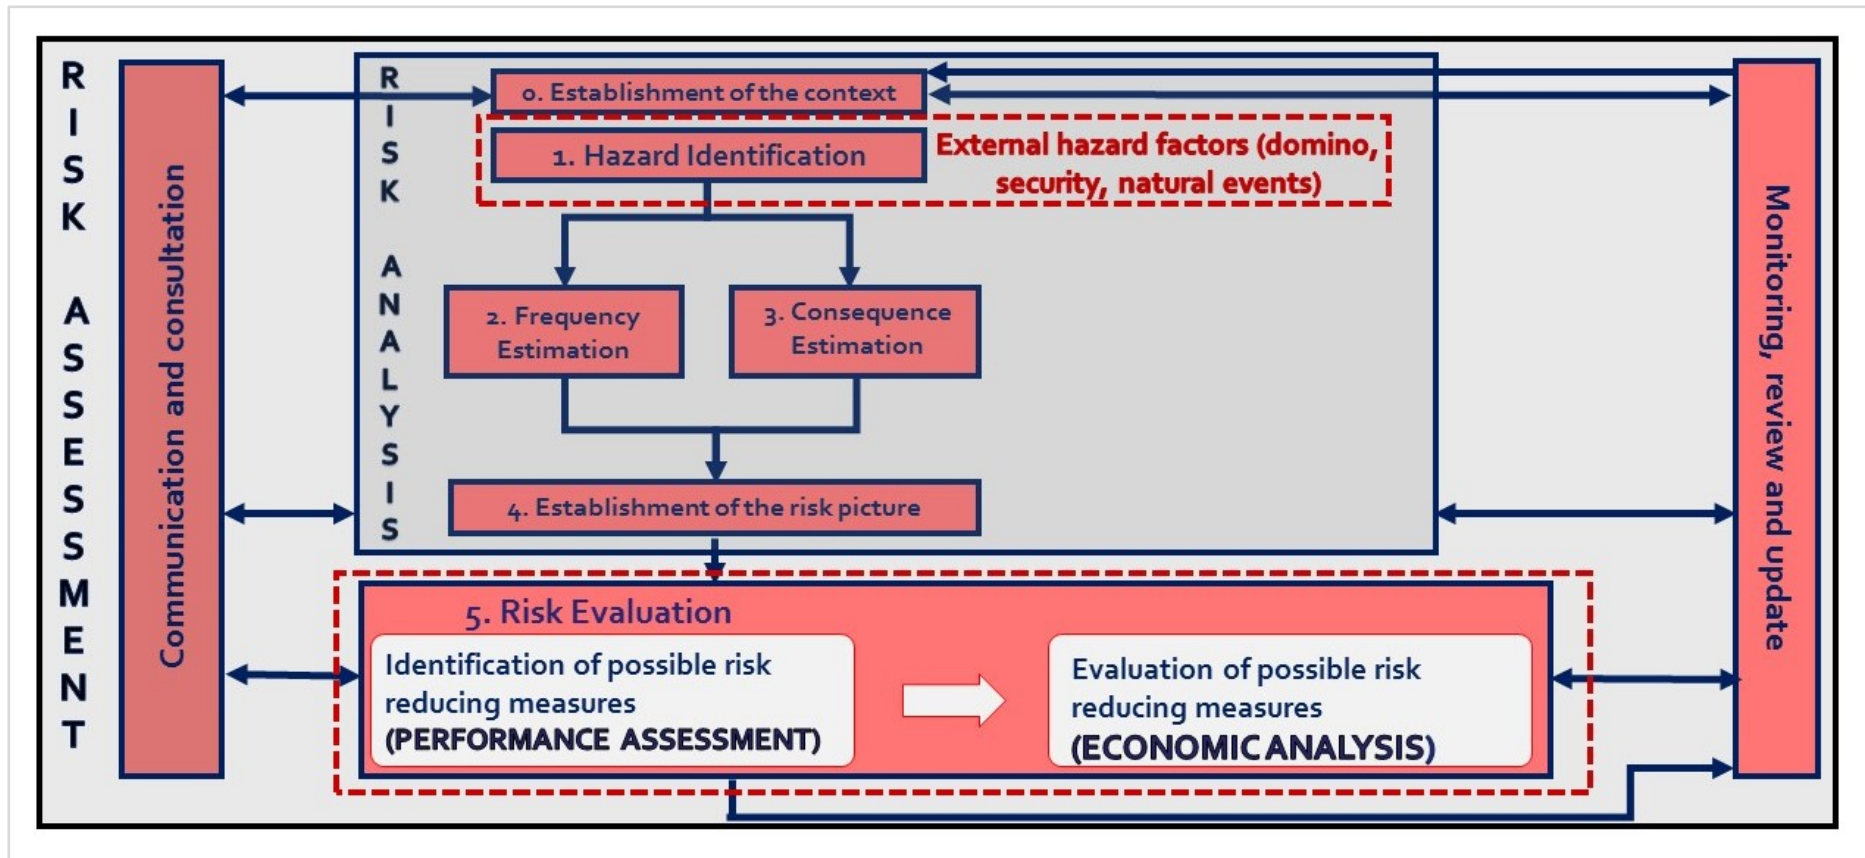 RISK ASSESSMENT
Communication and consultation
RISK ANALYSIS
0. Establishment of the context
1. Hazard Identification
External hazard factors (domino,
security, natural events)
2. Frequency
Estimation
3. Consequence
Estimation
4. Establishment of the risk picture
5. Risk Evaluation
Identification of possible risk
reducing measures
(PERFORMANCE ASSESSMENT)
Evaluation of possible risk
reducing measures
(ECONOMIC ANALYSIS)
Monitoring, review and update